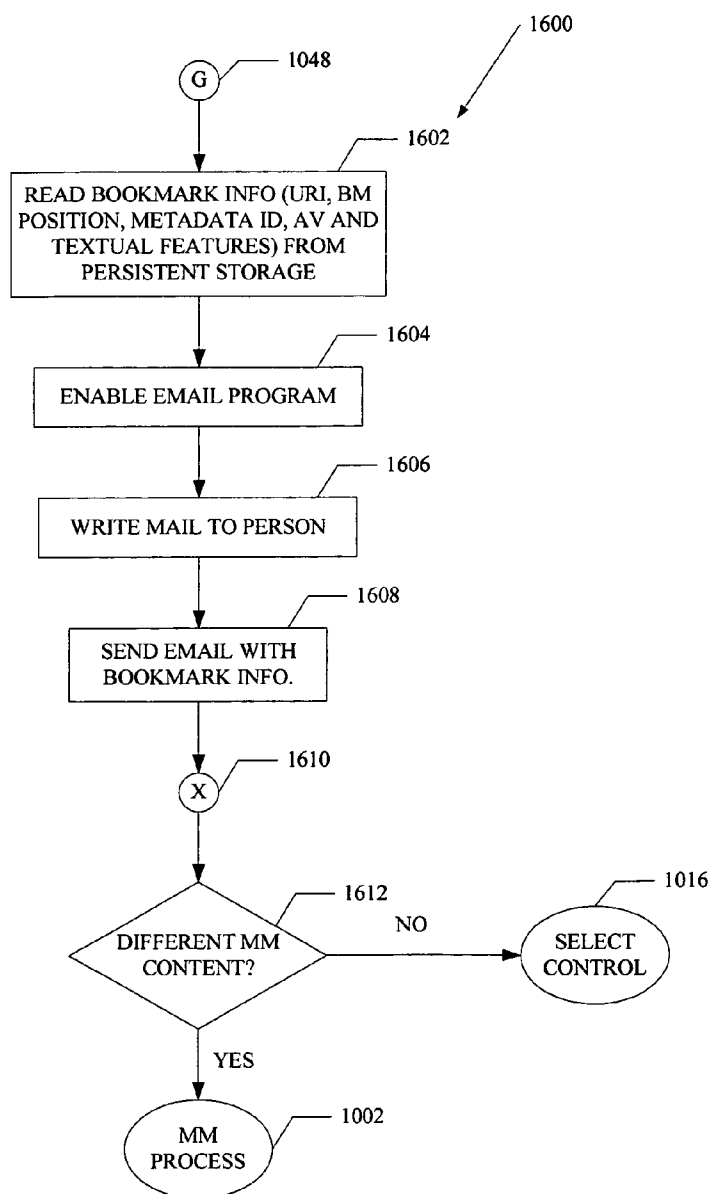 1600
G
1048
1602
READ BOOKMARK INFO (URI, BM
POSITION, METADATA ID, AV AND
TEXTUAL FEATURES) FROM
PERSISTENT STORAGE
1604
ENABLE EMAIL PROGRAM
1606
WRITE MAIL TO PERSON
1608
SEND EMAIL WITH
BOOKMARK INFO.
X
1610
1612
DIFFERENT MM
CONTENT?
NO
1016
SELECT
CONTROL
YES
MM
PROCESS
1002